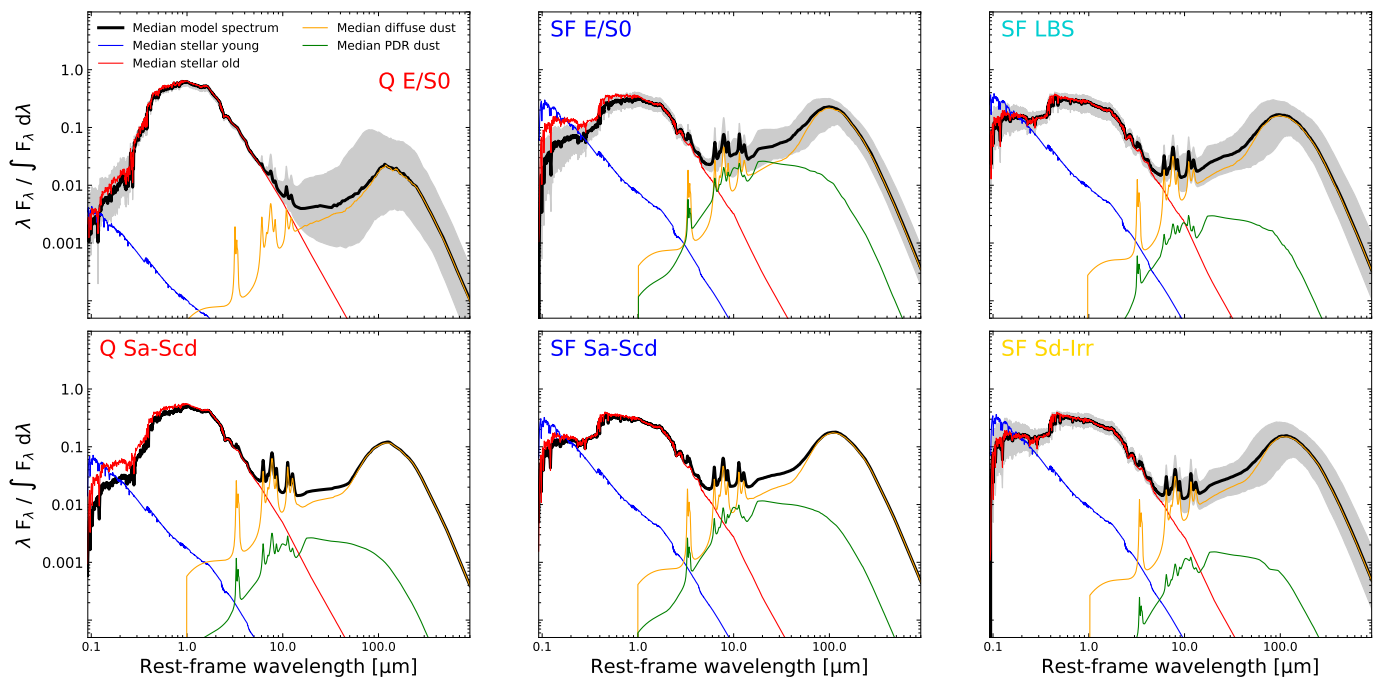 Median model spectrum
Median stellar young
Median stellar old
Median diffuse dust
Median PDR dust
Q E/S0
SF E/S0
SF LBS
1.0
0.1
0.01
0.001
λ Fλ / ∫ Fλ dλ
Q Sa-Scd
SF Sa-Scd
SF Sd-Irr
1.0
0.1
0.01
0.001
λ Fλ / ∫ Fλ dλ
0.1 1.0 10.0 100.0
0.1 1.0 10.0 100.0
0.1 1.0 10.0 100.0
Rest-frame wavelength [μm]
Rest-frame wavelength [μm]
Rest-frame wavelength [μm]